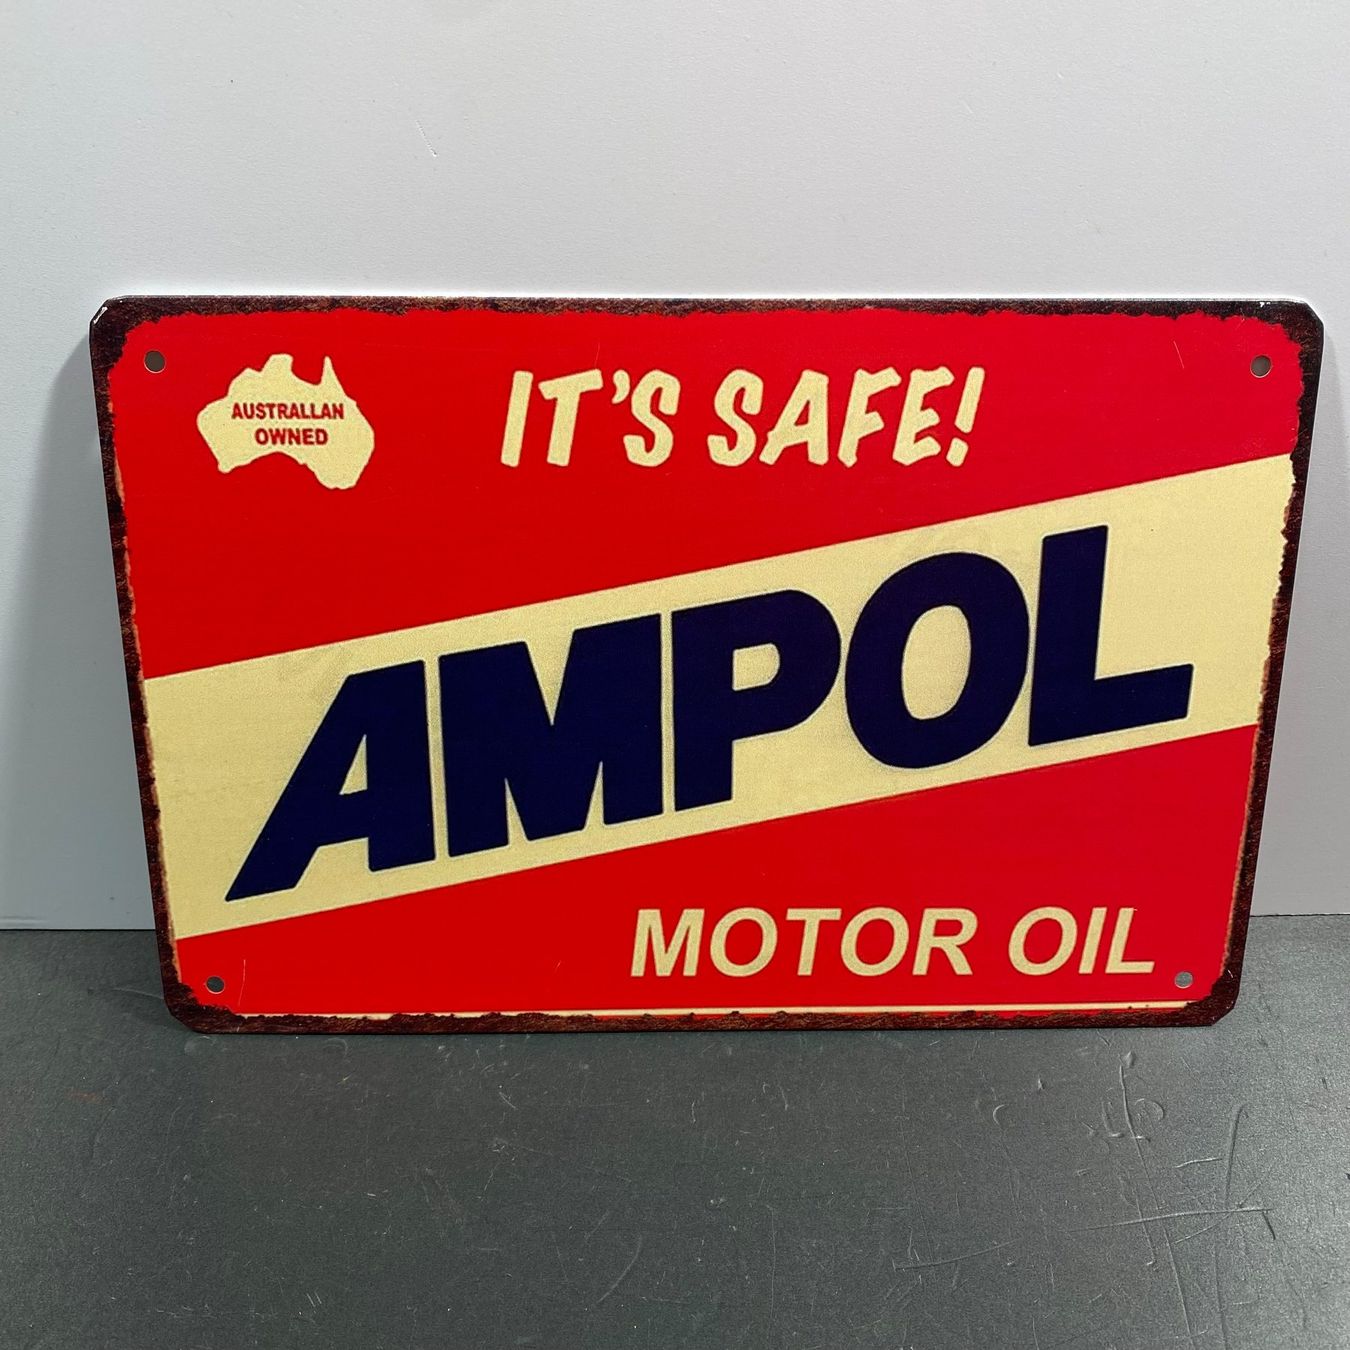 AUSTRALLAN
OWNED
IT'S SAFE!
AMPOL
MOTOR OIL